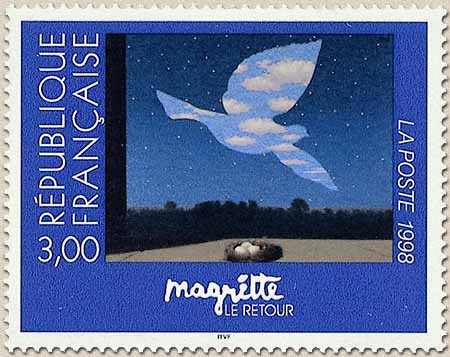 RÉPUBLIQUE
FRANÇAISE
3,00
LA POSTE 1998
magritte
LE RETOUR
ITVF